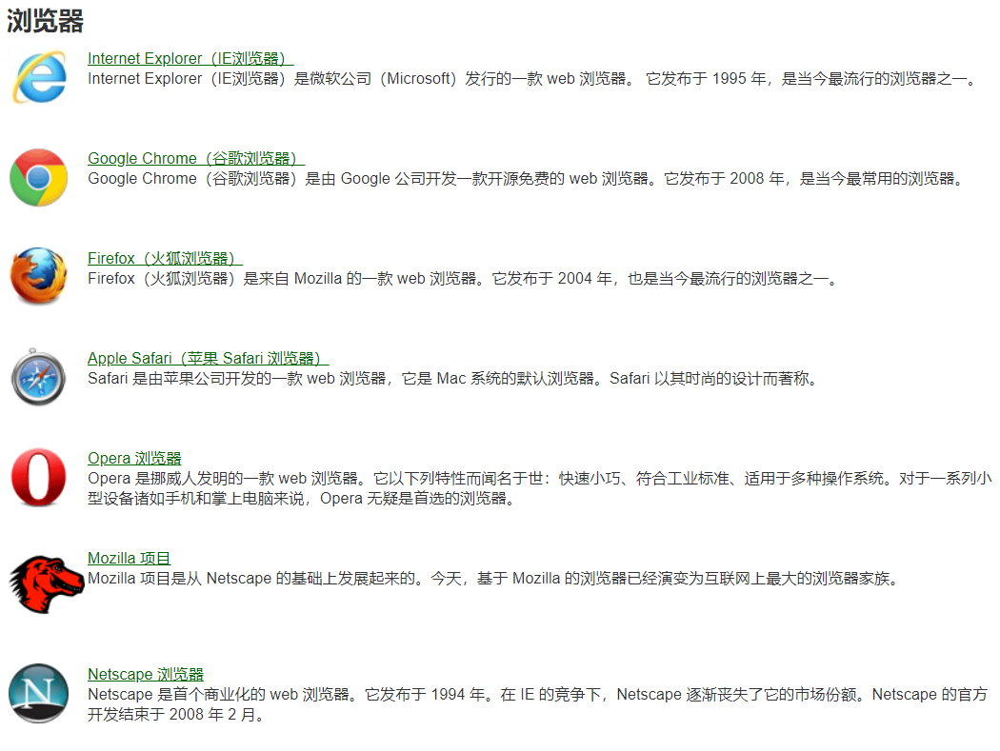 浏览器
Internet Explorer（IE浏览器）
Internet Explorer（IE浏览器）是微软公司（Microsoft）发行的一款 web 浏览器。 它发布于 1995 年，是当今最流行的浏览器之一。
Google Chrome（谷歌浏览器）
Google Chrome（谷歌浏览器）是由 Google 公司开发一款开源免费的 web 浏览器。它发布于 2008 年，是当今最常用的浏览器。
Firefox（火狐浏览器）
Firefox（火狐浏览器）是来自 Mozilla 的一款 web 浏览器。它发布于 2004 年，也是当今最流行的浏览器之一。
Apple Safari（苹果 Safari 浏览器）
Safari 是由苹果公司开发的一款 web 浏览器，它是 Mac 系统的默认浏览器。Safari 以其时尚的设计而著称。
Opera 浏览器
Opera 是挪威人发明的一款 web 浏览器。它以下列特性而闻名于世：快速小巧、符合工业标准、适用于多种操作系统。对于一系列小
型设备诸如手机和掌上电脑来说，Opera 无疑是首选的浏览器。
Mozilla 项目
Mozilla 项目是从 Netscape 的基础上发展起来的。今天，基于 Mozilla 的浏览器已经演变为互联网上最大的浏览器家族。
Netscape 浏览器
Netscape 是首个商业化的 web 浏览器。它发布于 1994 年。在 IE 的竞争下，Netscape 逐渐丧失了它的市场份额。Netscape 的官方
开发结束于 2008 年 2 月。